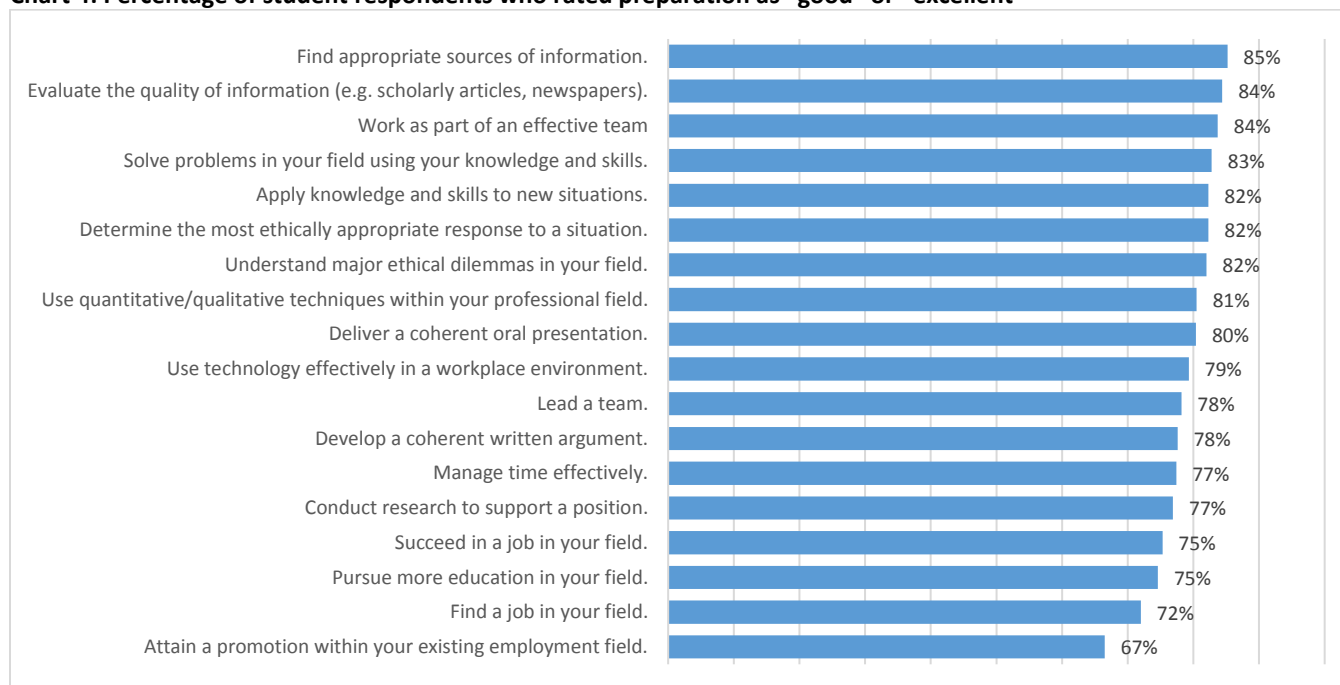 Find appropriate sources of information. 85%
Evaluate the quality of information (e.g. scholarly articles, newspapers). 84%
Work as part of an effective team 84%
Solve problems in your field using your knowledge and skills. 83%
Apply knowledge and skills to new situations. 82%
Determine the most ethically appropriate response to a situation. 82%
Understand major ethical dilemmas in your field. 82%
Use quantitative/qualitative techniques within your professional field. 81%
Deliver a coherent oral presentation. 80%
Use technology effectively in a workplace environment. 79%
Lead a team. 78%
Develop a coherent written argument. 78%
Manage time effectively. 77%
Conduct research to support a position. 77%
Succeed in a job in your field. 75%
Pursue more education in your field. 75%
Find a job in your field. 72%
Attain a promotion within your existing employment field. 67%